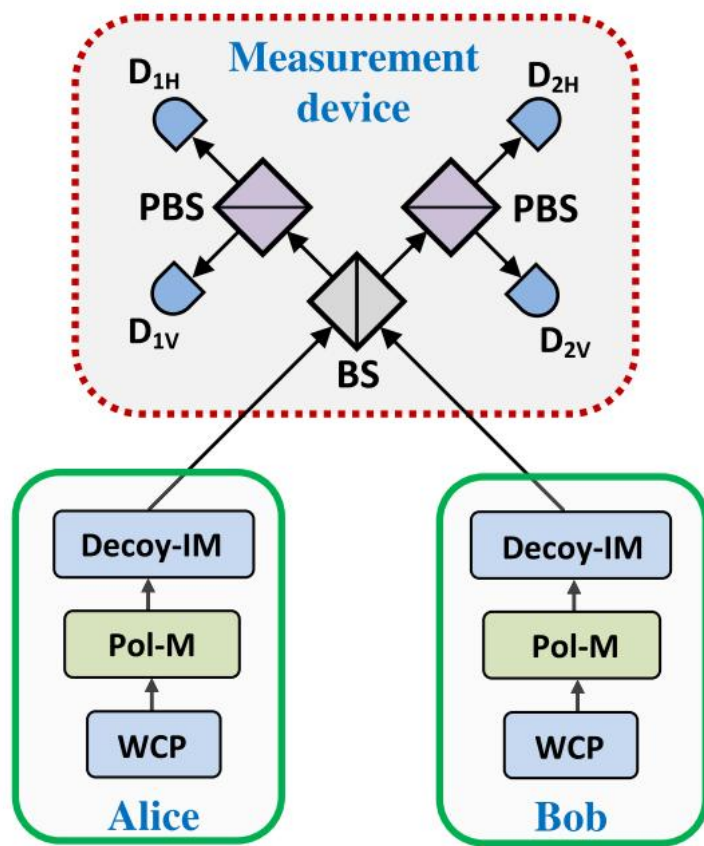 Measurement
device
D1H
D2H
PBS
PBS
D1V
D2V
BS
Decoy-IM
Pol-M
WCP
Alice
Decoy-IM
Pol-M
WCP
Bob